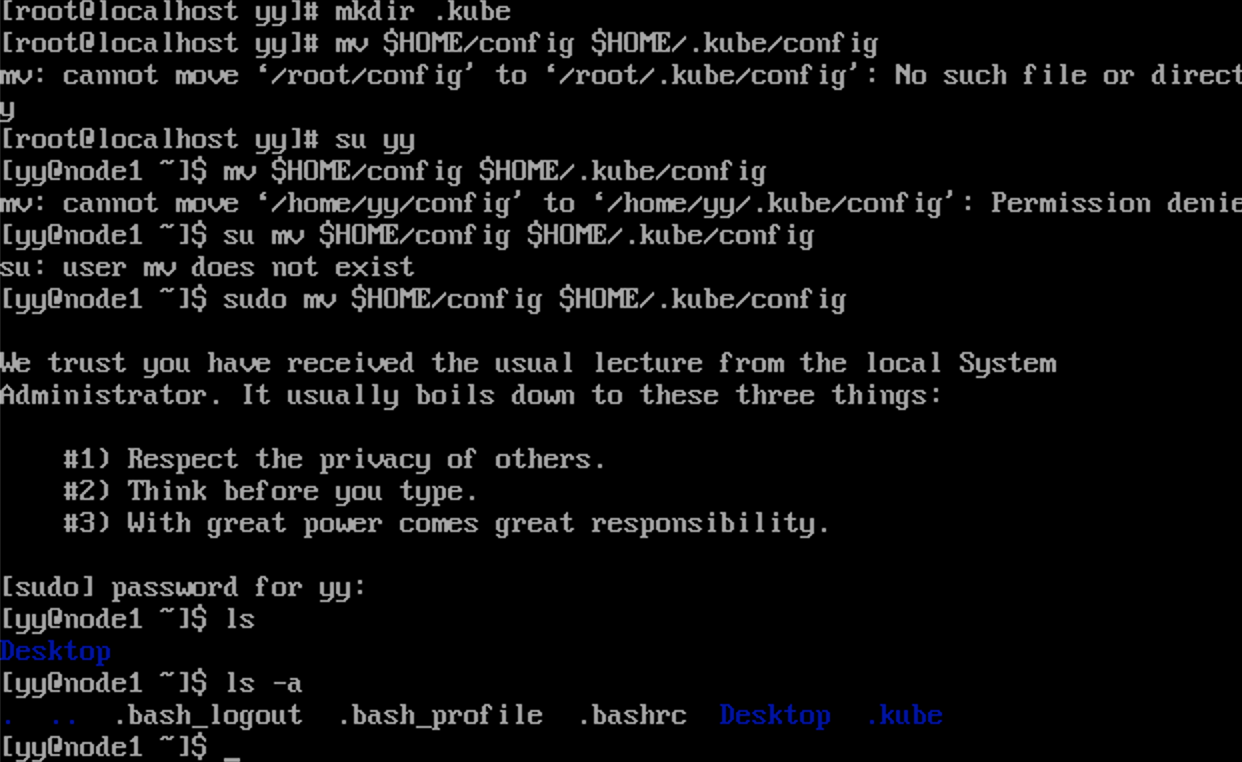 [root@localhost yy]# mkdir .kube
[root@localhost yy]# mv $HOME/config $HOME/.kube/config
mv: cannot move ‘/root/config’ to ‘/root/.kube/config’: No such file or direct
y
[root@localhost yy]# su yy
[yy@node1 ~]$ mv $HOME/config $HOME/.kube/config
mv: cannot move ‘/home/yy/config’ to ‘/home/yy/.kube/config’: Permission denie
[yy@node1 ~]$ su mv $HOME/config $HOME/.kube/config
su: user mv does not exist
[yy@node1 ~]$ sudo mv $HOME/config $HOME/.kube/config
We trust you have received the usual lecture from the local System
Administrator. It usually boils down to these three things:
#1) Respect the privacy of others.
#2) Think before you type.
#3) With great power comes great responsibility.
[sudo] password for yy:
[yy@node1 ~]$ ls
Desktop
[yy@node1 ~]$ ls -a
. .. .bash_logout .bash_profile .bashrc Desktop .kube
[yy@node1 ~]$ _